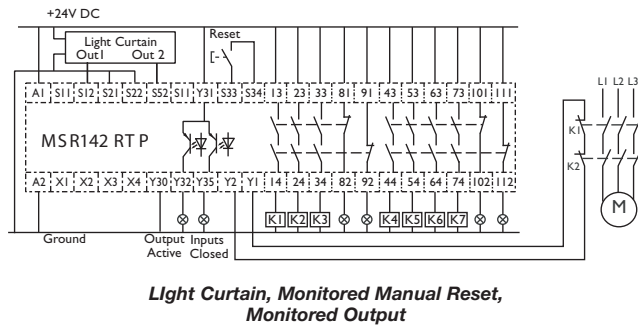 +24V DC
Light Curtain
Out1 Out 2
Reset
A1 S11 S12 S21 S22 S52 S11 Y31 S33 S34 13 23 33 81 91 43 53 63 73 101 111
MSR142 RTP
A2 X1 X2 X3 X4 Y30 Y32 Y35 Y2 Y1 14 24 34 82 92 44 54 64 74 102 112
K1 K2 K3 K4 K5 K6 K7
Ground
Output Active
Inputs Closed
L1 L2 L3
K1
K2
M
LIght Curtain, Monitored Manual Reset,
Monitored Output